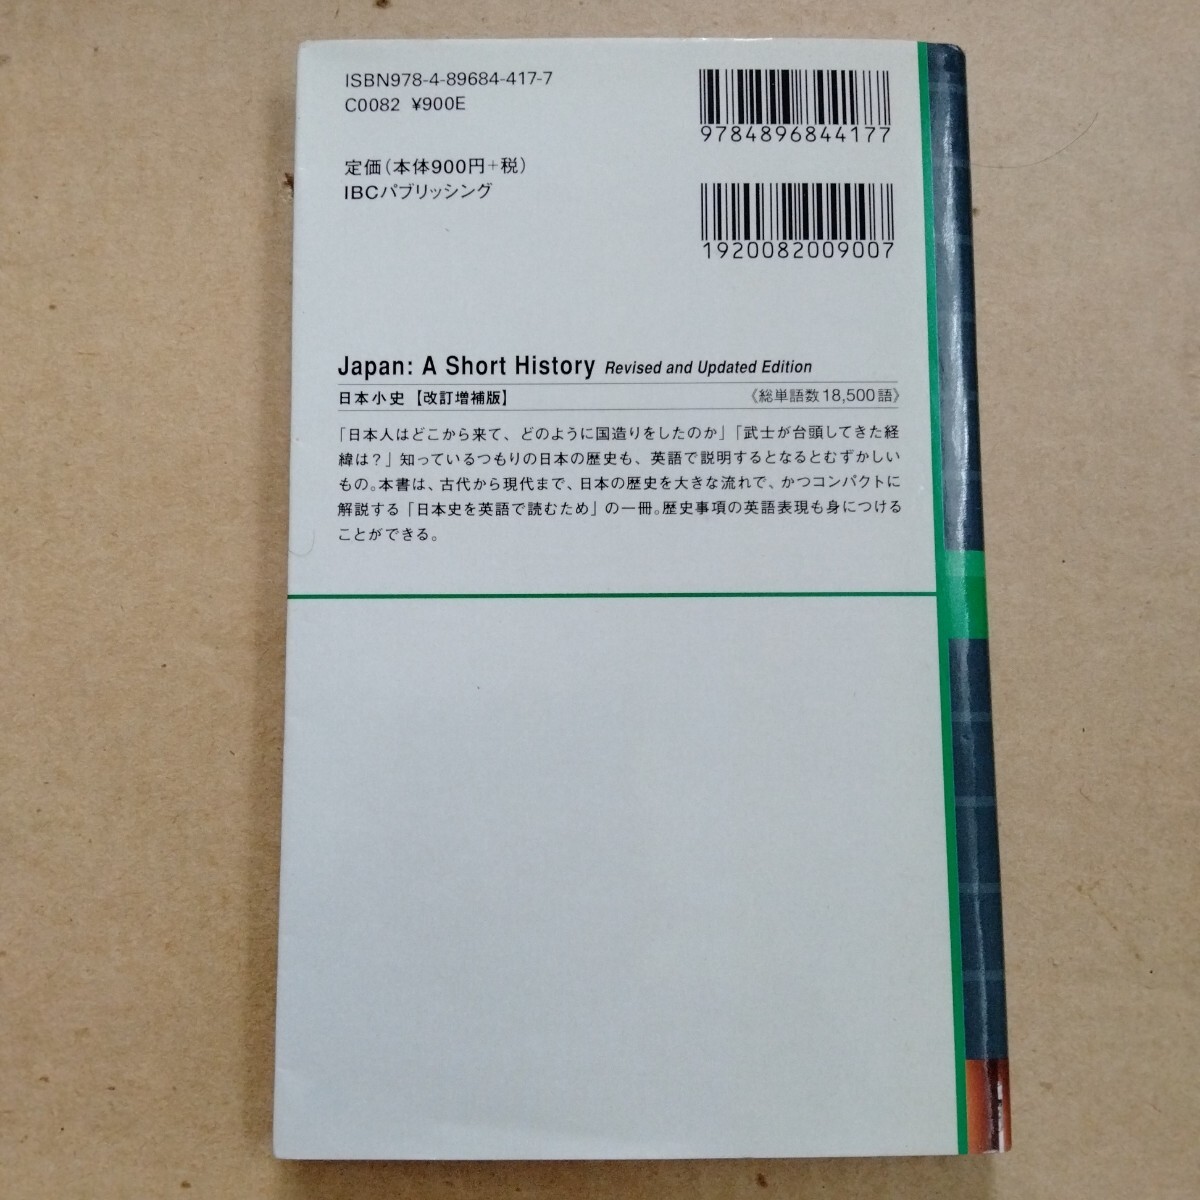 ISBN978-4-89684-417-7
C0082 ¥900E
9784896844177
定価(本体900円+税)
IBCパブリッシング
1920082009007
Japan: A Short History Revised and Updated Edition
日本小史【改訂増補版】 《総単語数18,500語》
「日本人はどこから来て、どのように国造りをしたのか」「武士が台頭してきた経
緯は?」知っているつもりの日本の歴史も、英語で説明するとなるとむずかしい
もの。本書は、古代から現代まで、日本の歴史を大きな流れで、かつコンパクトに
解説する「日本史を英語で読むため」の一冊。歴史事項の英語表現も身につける
ことができる。